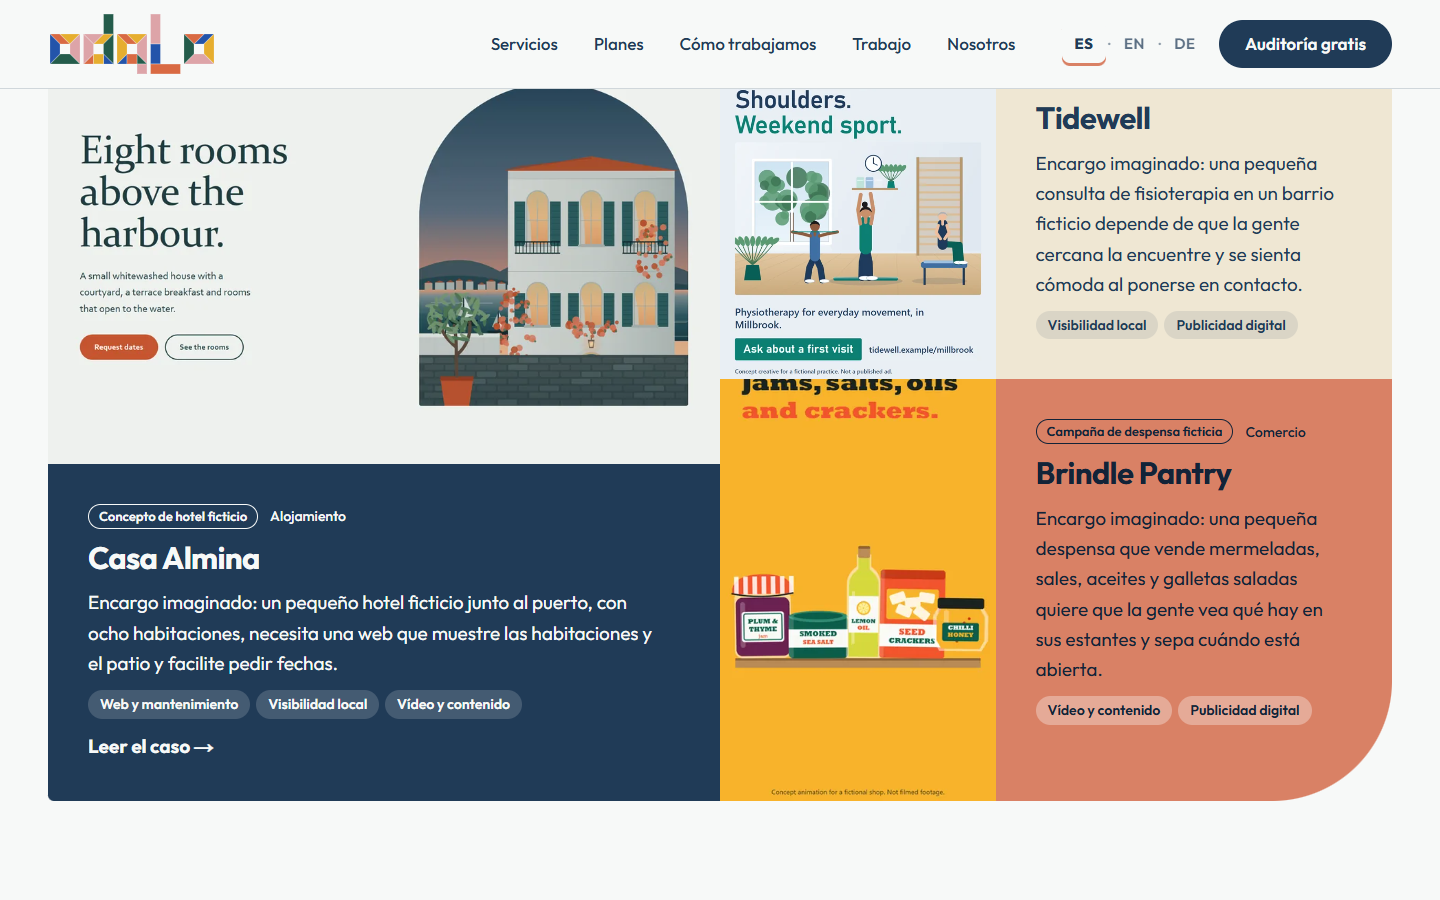 adaLo
Servicios
Planes
Cómo trabajamos
Trabajo
Nosotros
ES · EN · DE
Auditoría gratis
Eight rooms
above the
harbour.
A small whitewashed house with a
courtyard, a terrace breakfast and rooms
that open to the water.
Request dates
See the rooms
Concepto de hotel ficticio
Alojamiento
Casa Almina
Encargo imaginado: un pequeño hotel ficticio junto al puerto, con
ocho habitaciones, necesita una web que muestre las habitaciones y
el patio y facilite pedir fechas.
Web y mantenimiento
Visibilidad local
Vídeo y contenido
Leer el caso →
Shoulders.
Weekend sport.
Physiotherapy for everyday movement, in
Millbrook.
Ask about a first visit
tidewell.example/millbrook
Concept creative for a fictional practice. Not a published ad.
Tidewell
Encargo imaginado: una pequeña
consulta de fisioterapia en un barrio
ficticio depende de que la gente
cercana la encuentre y se sienta
cómoda al ponerse en contacto.
Visibilidad local
Publicidad digital
jams, salts, oils
and crackers.
PLUM &
THYME
jam
SMOKED
SEA SALT
LEMON
OIL
SEED
CRACKERS
CHILLI
HONEY
Concept animation for a fictional shop. Not filmed footage.
Campaña de despensa ficticia
Comercio
Brindle Pantry
Encargo imaginado: una pequeña
despensa que vende mermeladas,
sales, aceites y galletas saladas
quiere que la gente vea qué hay en
sus estantes y sepa cuándo está
abierta.
Vídeo y contenido
Publicidad digital